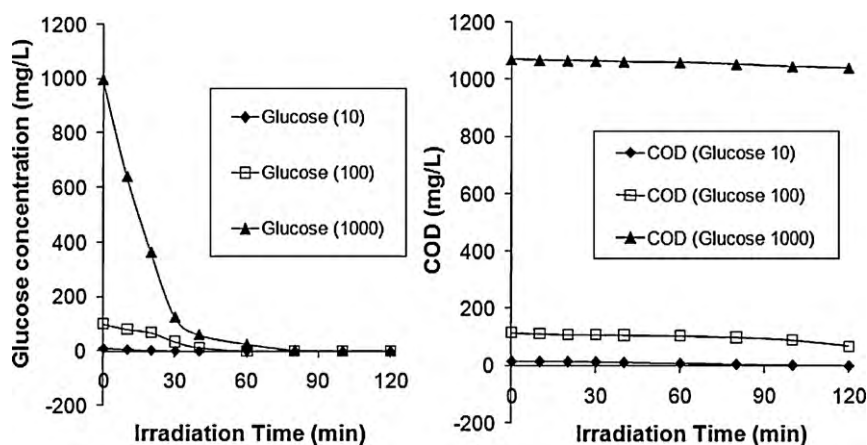 Glucose concentration (mg/L)
1200
1000
800
600
400
200
0
-200
0 30 60 90 120
Irradiation Time (min)
Glucose (10)
Glucose (100)
Glucose (1000)
COD (mg/L)
1200
1000
800
600
400
200
0
-200
0 30 60 90 120
Irradiation Time (min)
COD (Glucose 10)
COD (Glucose 100)
COD (Glucose 1000)